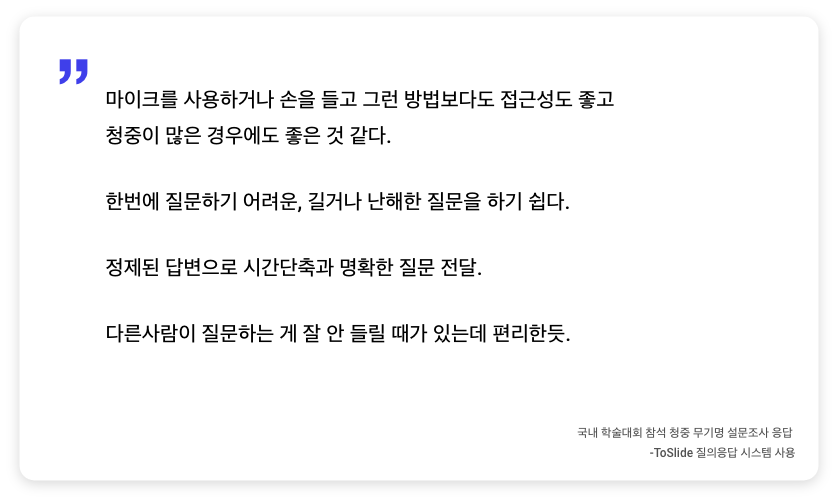 ”
마이크를 사용하거나 손을 들고 그런 방법보다도 접근성도 좋고
청중이 많은 경우에도 좋은 것 같다.
한번에 질문하기 어려운, 길거나 난해한 질문을 하기 쉽다.
정제된 답변으로 시간단축과 명확한 질문 전달.
다른사람이 질문하는 게 잘 안 들릴 때가 있는데 편리한듯.
국내 학술대회 참석 청중 무기명 설문조사 응답
-ToSlide 질의응답 시스템 사용